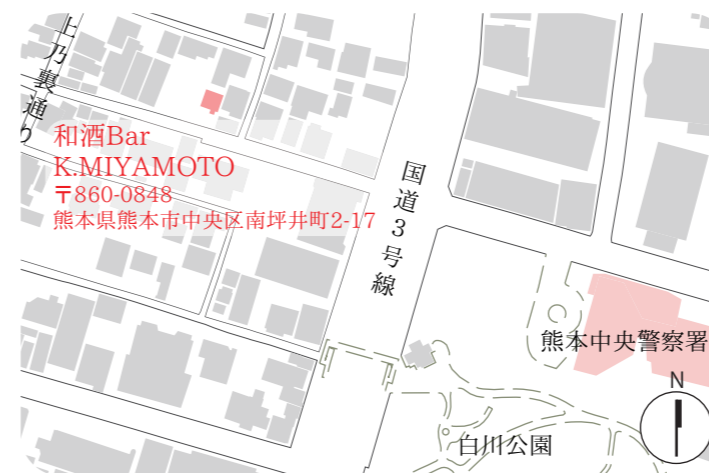 上乃裏通り
和酒Bar
K.MIYAMOTO
〒860-0848
熊本県熊本市中央区南坪井町2-17
国道3号線
熊本中央警察署
N
白川公園